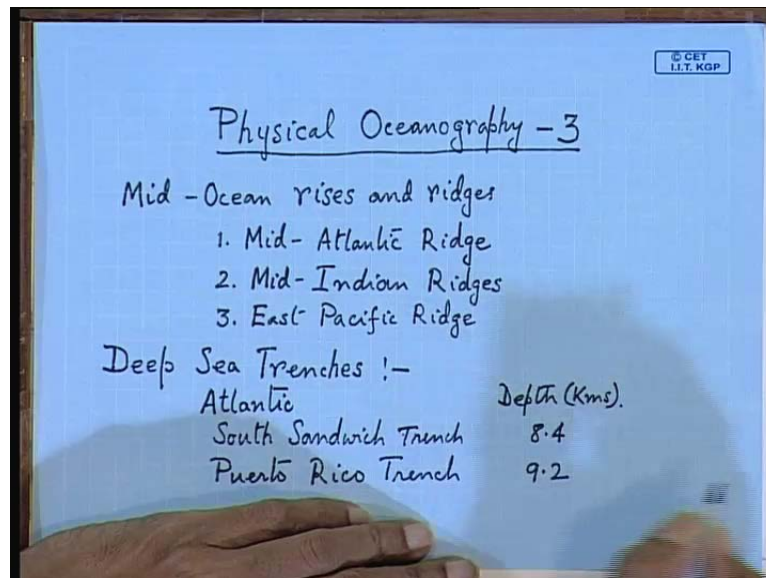 © CET
I.I.T. KGP
Physical Oceanography - 3
Mid - Ocean rises and ridges
1. Mid - Atlantic Ridge
2. Mid - Indian Ridges
3. East Pacific Ridge
Deep Sea Trenches :-
Atlantic Depth (Kms).
South Sandwich Trench 8.4
Puerto Rico Trench 9.2